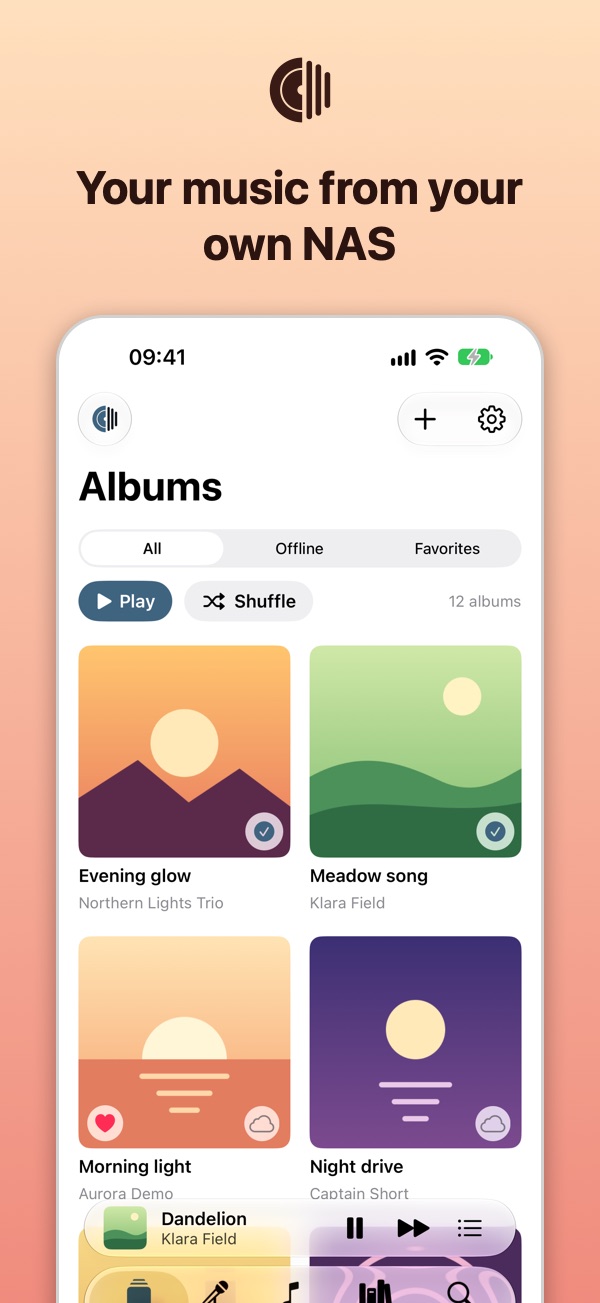 Your music from your
own NAS
09:41
Albums
All Offline Favorites
Play Shuffle 12 albums
Evening glow Meadow song
Northern Lights Trio Klara Field
Morning light Night drive
Aurora Demo Captain Short
Dandelion
Klara Field